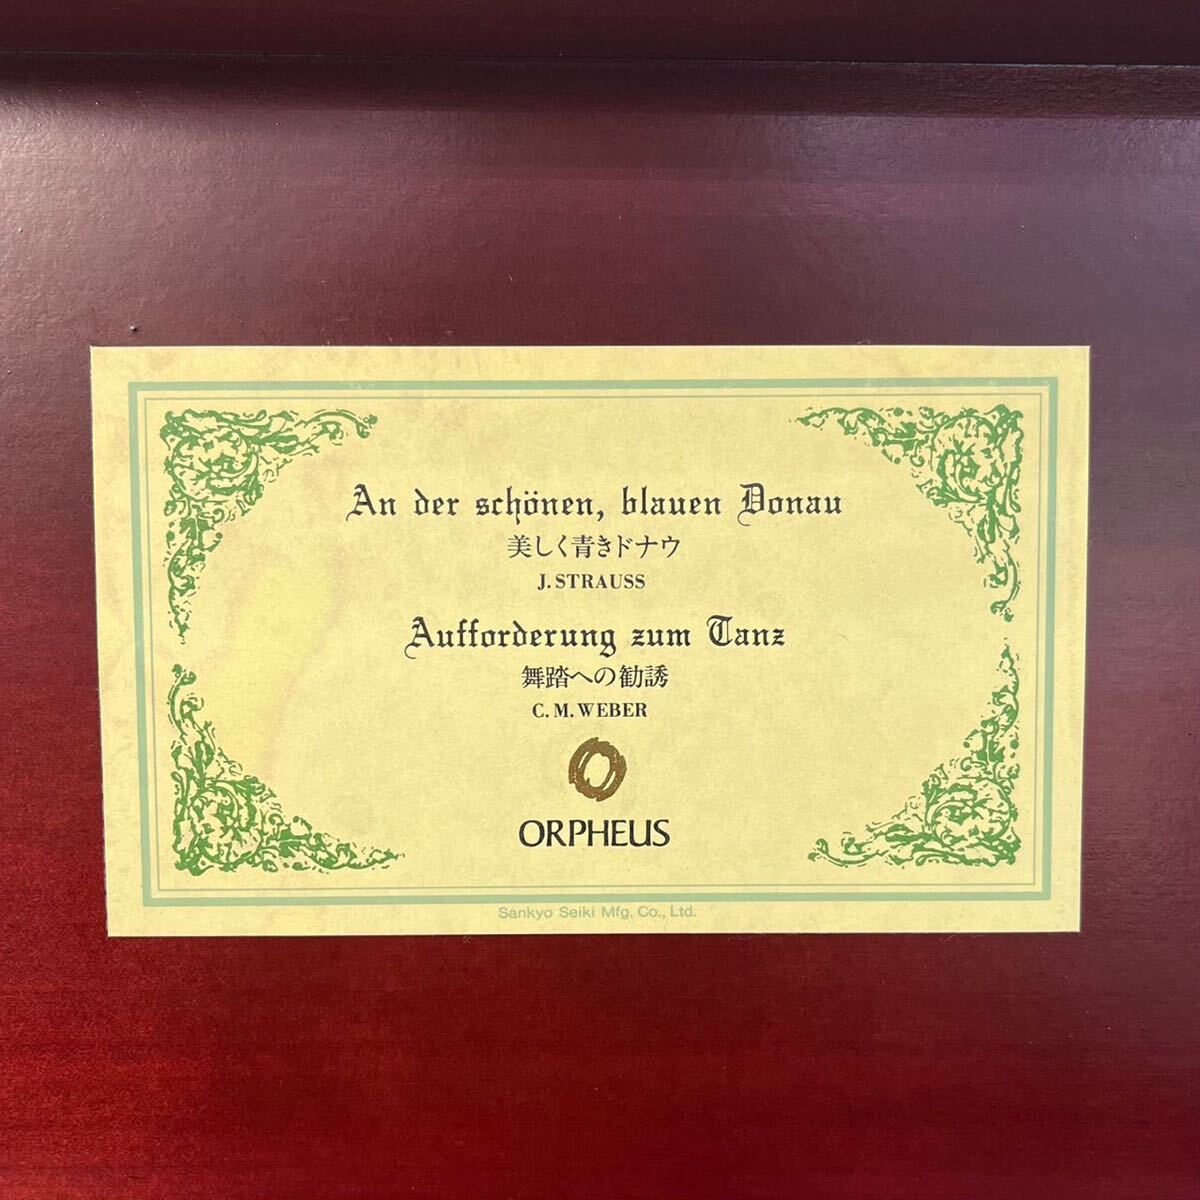 An der schönen, blauen Donau
美しく青きドナウ
J. STRAUSS
Aufforderung zum Tanz
舞踏への勧誘
C. M. WEBER
ORPHEUS
Sankyo Seiki Mfg. Co., Ltd.